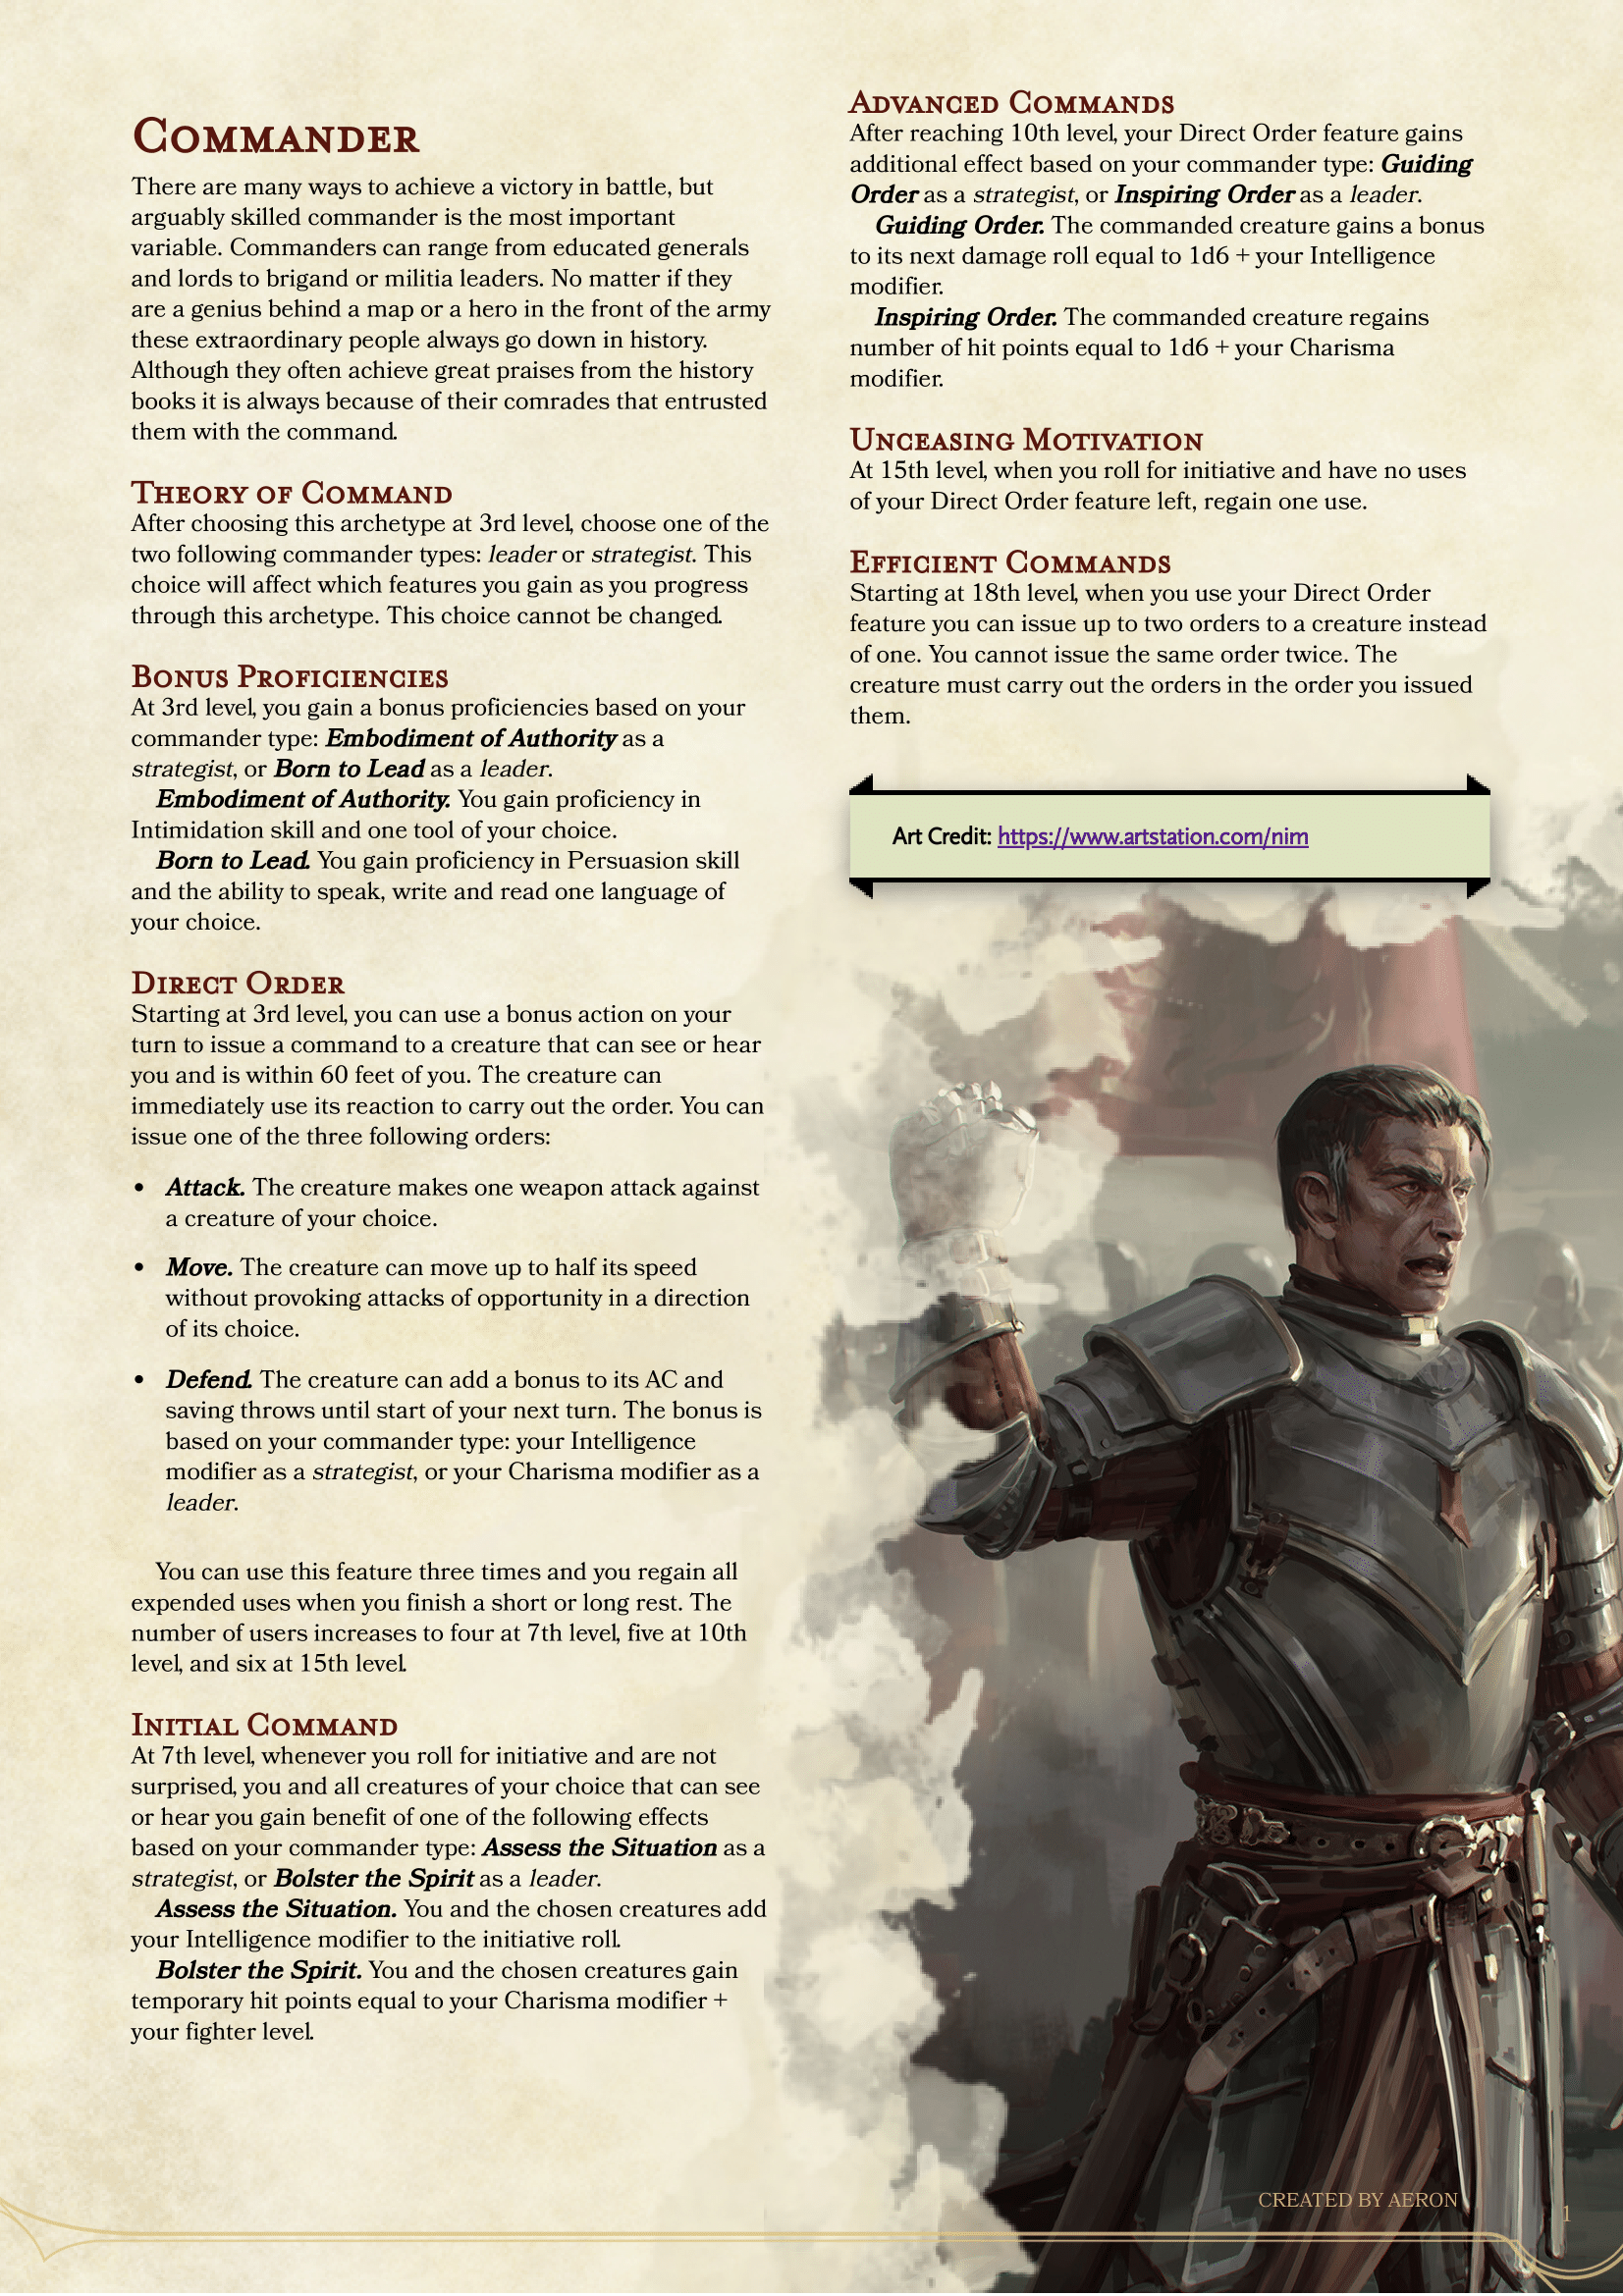 Commander
There are many ways to achieve a victory in battle, but
arguably skilled commander is the most important
variable. Commanders can range from educated generals
and lords to brigand or militia leaders. No matter if they
are a genius behind a map or a hero in the front of the army
these extraordinary people always go down in history.
Although they often achieve great praises from the history
books it is always because of their comrades that entrusted
them with the command.
Theory of Command
After choosing this archetype at 3rd level, choose one of the
two following commander types: leader or strategist. This
choice will affect which features you gain as you progress
through this archetype. This choice cannot be changed.
Bonus Proficiencies
At 3rd level, you gain a bonus proficiencies based on your
commander type: Embodiment of Authority as a
strategist, or Born to Lead as a leader.
Embodiment of Authority. You gain proficiency in
Intimidation skill and one tool of your choice.
Born to Lead. You gain proficiency in Persuasion skill
and the ability to speak, write and read one language of
your choice.
Direct Order
Starting at 3rd level, you can use a bonus action on your
turn to issue a command to a creature that can see or hear
you and is within 60 feet of you. The creature can
immediately use its reaction to carry out the order. You can
issue one of the three following orders:
• Attack. The creature makes one weapon attack against
a creature of your choice.
• Move. The creature can move up to half its speed
without provoking attacks of opportunity in a direction
of its choice.
• Defend. The creature can add a bonus to its AC and
saving throws until start of your next turn. The bonus is
based on your commander type: your Intelligence
modifier as a strategist, or your Charisma modifier as a
leader.
You can use this feature three times and you regain all
expended uses when you finish a short or long rest. The
number of users increases to four at 7th level, five at 10th
level, and six at 15th level.
Initial Command
At 7th level, whenever you roll for initiative and are not
surprised, you and all creatures of your choice that can see
or hear you gain benefit of one of the following effects
based on your commander type: Assess the Situation as a
strategist, or Bolster the Spirit as a leader.
Assess the Situation. You and the chosen creatures add
your Intelligence modifier to the initiative roll.
Bolster the Spirit. You and the chosen creatures gain
temporary hit points equal to your Charisma modifier +
your fighter level.
Advanced Commands
After reaching 10th level, your Direct Order feature gains
additional effect based on your commander type: Guiding
Order as a strategist, or Inspiring Order as a leader.
Guiding Order. The commanded creature gains a bonus
to its next damage roll equal to 1d6 + your Intelligence
modifier.
Inspiring Order. The commanded creature regains
number of hit points equal to 1d6 + your Charisma
modifier.
Unceasing Motivation
At 15th level, when you roll for initiative and have no uses
of your Direct Order feature left, regain one use.
Efficient Commands
Starting at 18th level, when you use your Direct Order
feature you can issue up to two orders to a creature instead
of one. You cannot issue the same order twice. The
creature must carry out the orders in the order you issued
them.
Art Credit: https://www.artstation.com/nim
CREATED BY AERON
1